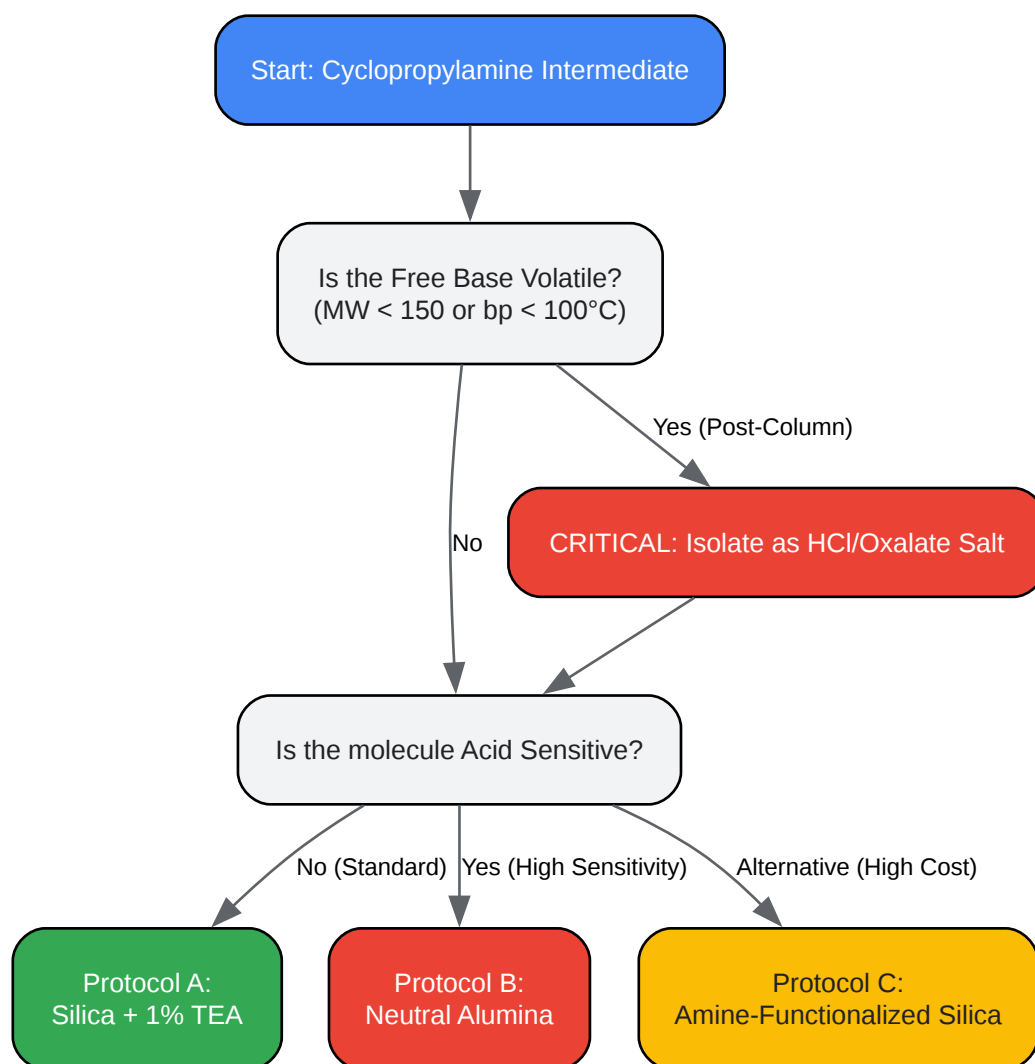 Start: Cyclopropylamine Intermediate
Is the Free Base Volatile?
(MW < 150 or bp < 100°C)
Yes (Post-Column)
No
CRITICAL: Isolate as HCl/Oxalate Salt
Is the molecule Acid Sensitive?
No (Standard)
Yes (High Sensitivity)
Alternative (High Cost)
Protocol A:
Silica + 1% TEA
Protocol B:
Neutral Alumina
Protocol C:
Amine-Functionalized Silica